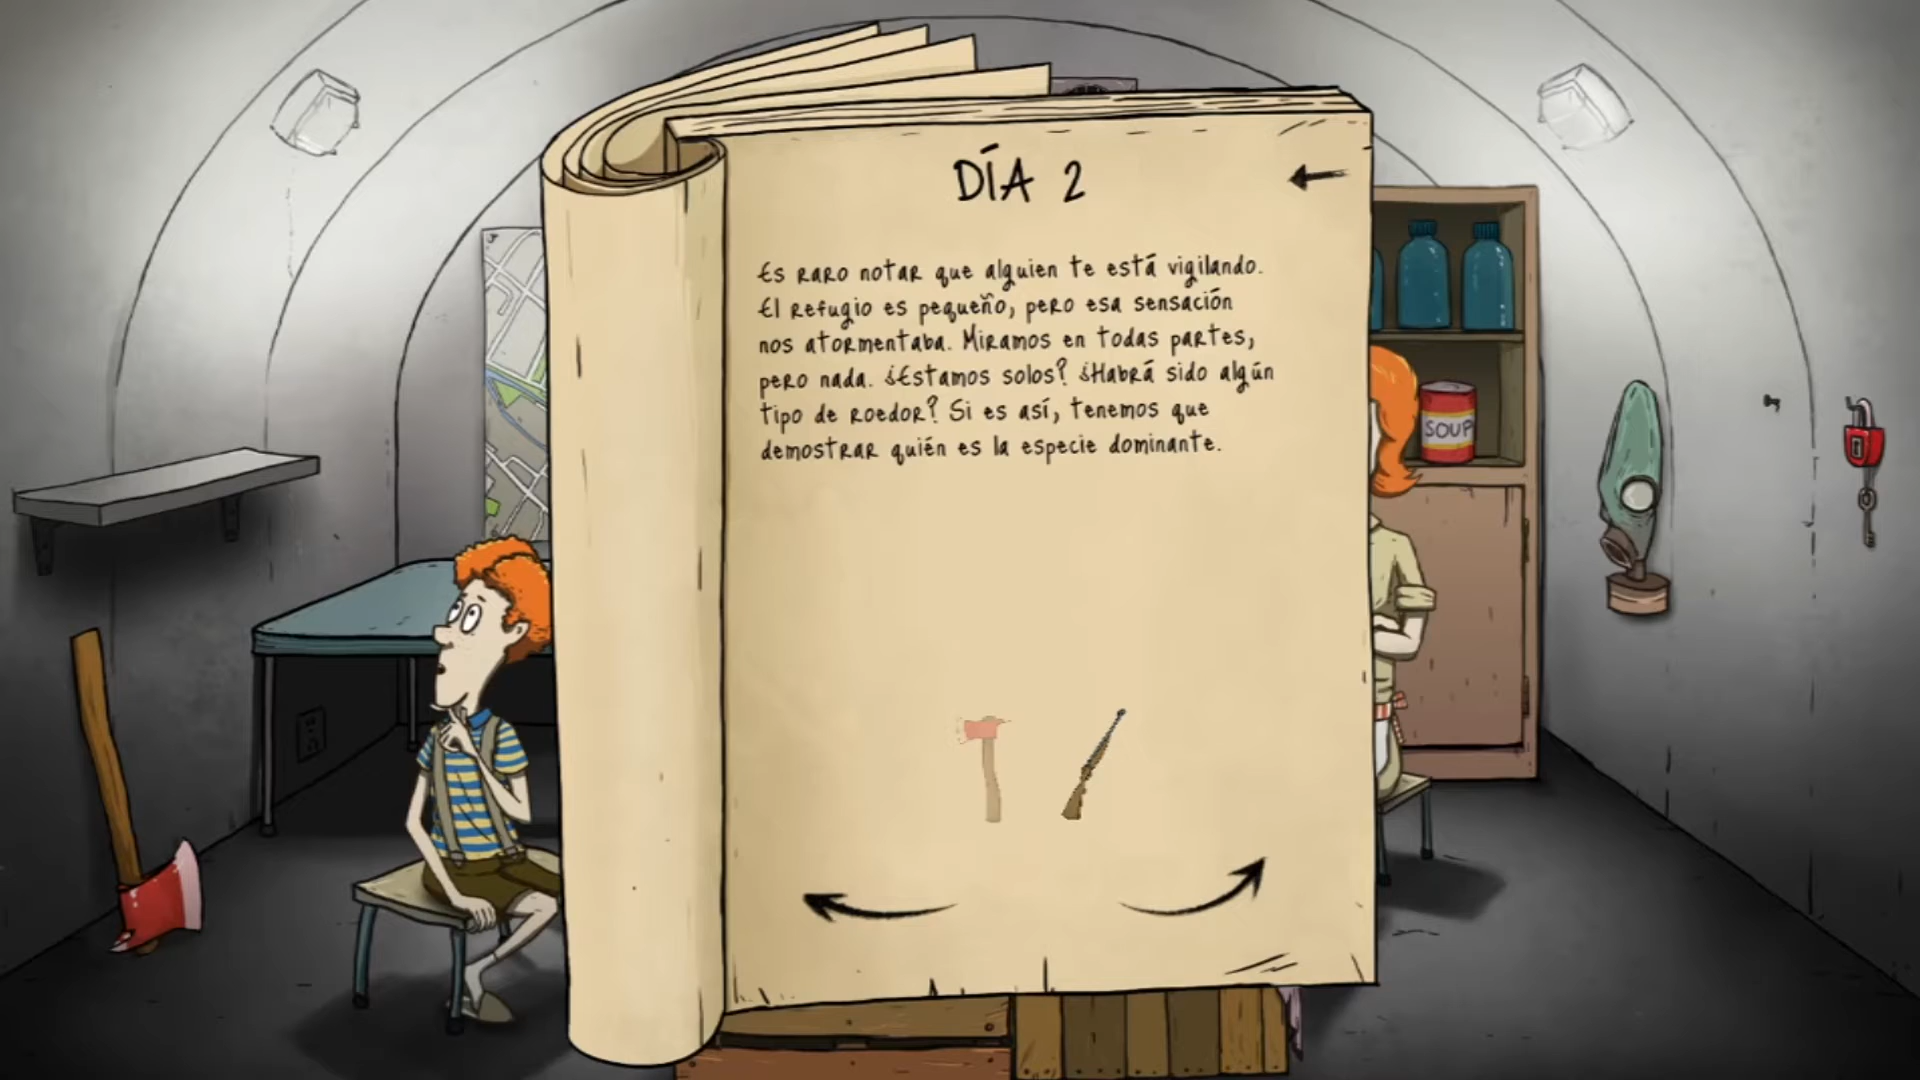 DÍA 2
Es raro notar que alguien te está vigilando.
El refugio es pequeño, pero esa sensación
nos atormentaba. Miramos en todas partes,
pero nada. ¿Estamos solos? ¿Habrá sido algún
tipo de roedor? Si es así, tenemos que
demostrar quién es la especie dominante.
SOUP